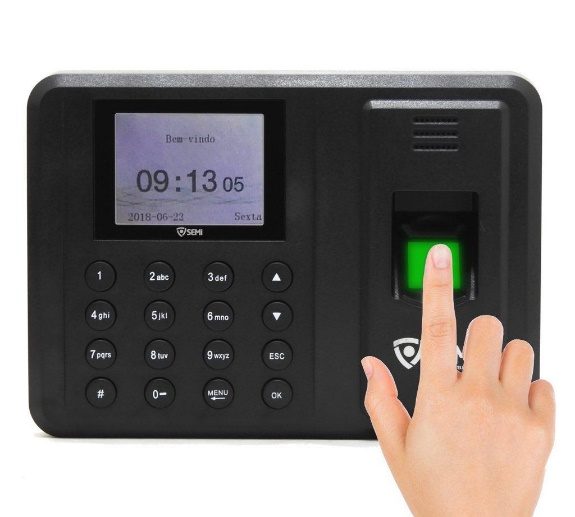 Bem-vindo
09:13 05
2018-06-22 Sexta
SEMI
1 2abc 3def ▲
4ghi 5jkl 6mno ▼
7pqrs 8tuv 9wxyz ESC
# 0- MENU OK